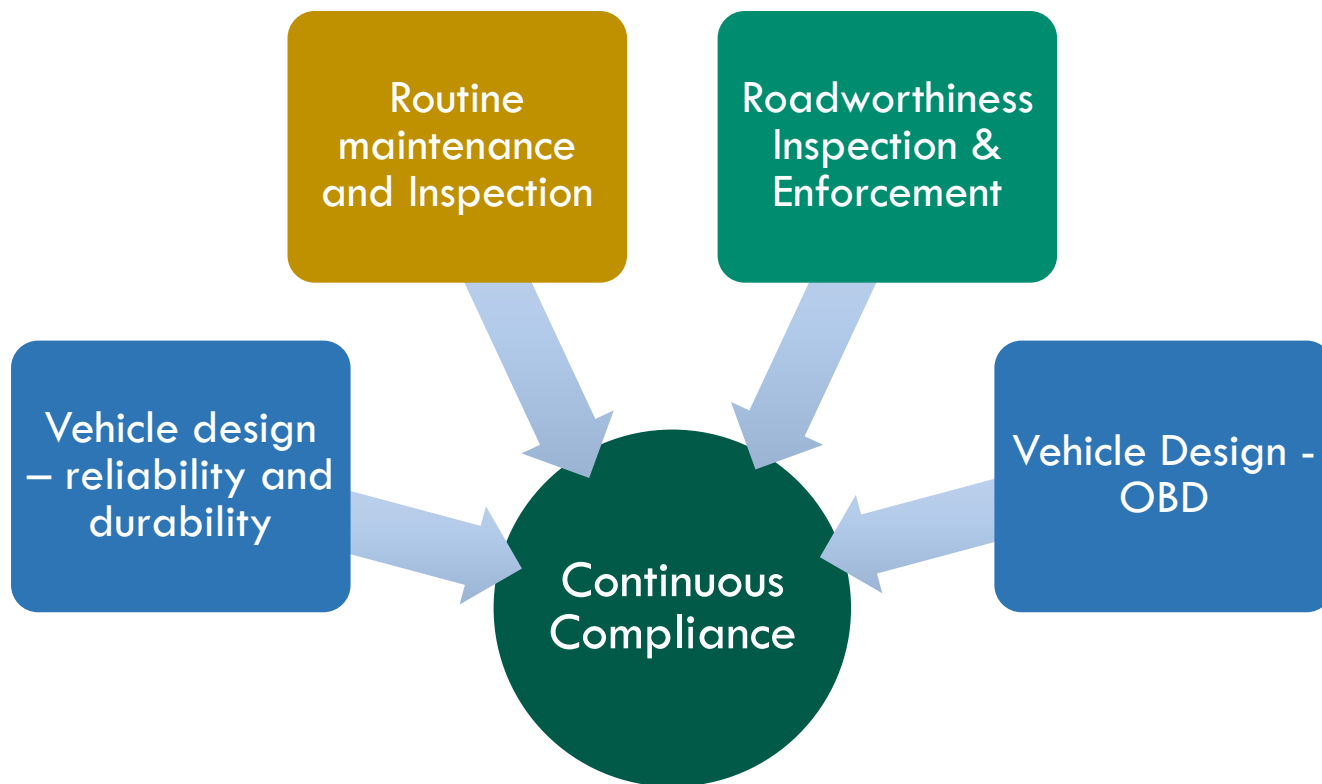 Routine
maintenance
and Inspection
Roadworthiness
Inspection &
Enforcement
Vehicle design
– reliability and
durability
Vehicle Design -
OBD
Continuous
Compliance